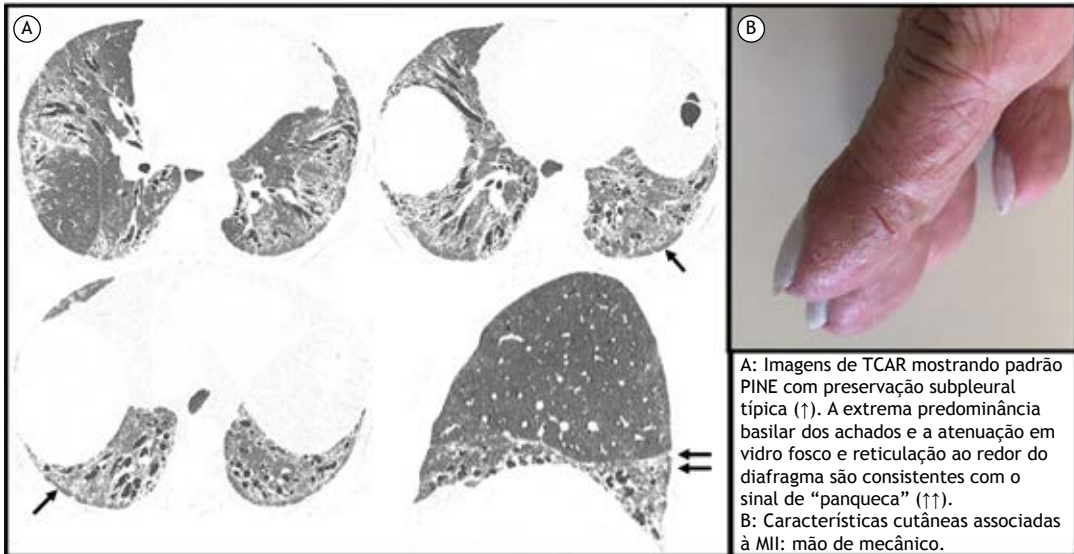 A
B
A: Imagens de TCAR mostrando padrão
PINE com preservação subpleural
típica (↑). A extrema predominância
basilar dos achados e a atenuação em
vidro fosco e reticulação ao redor do
diafragma são consistentes com o
sinal de “panqueca” (↑↑).
B: Características cutâneas associadas
à MII: mão de mecânico.